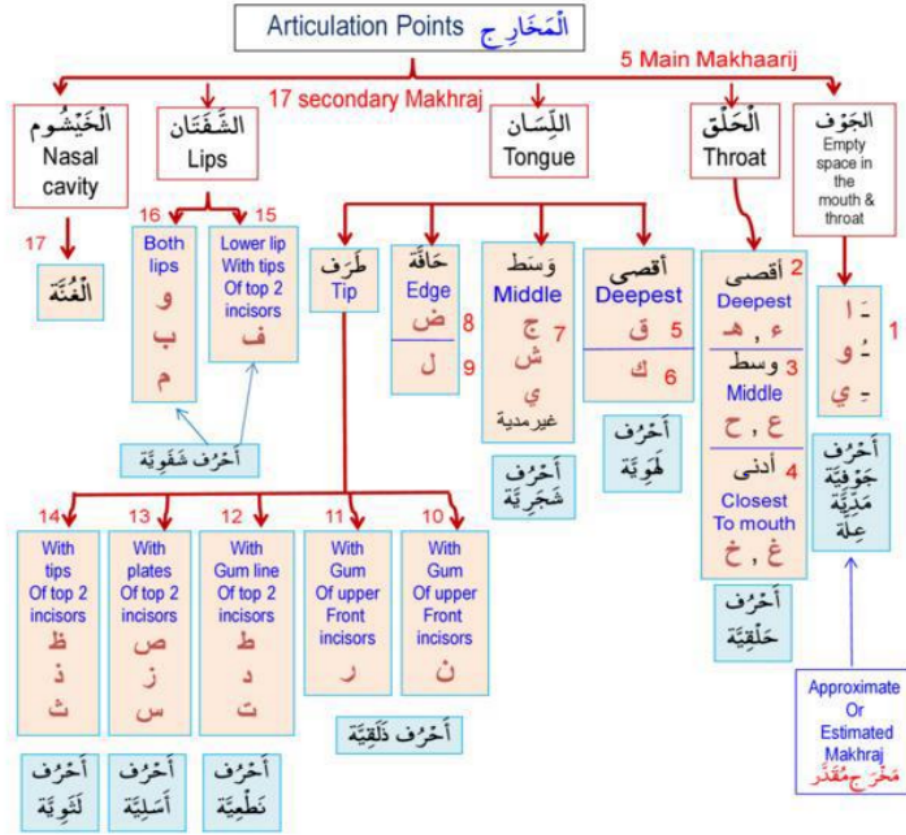 Articulation Points الْمَخَارِج
5 Main Makhaarij
17 secondary Makhraj
الْخَيْشُوم
Nasal
cavity
17
الْغُنَّة
الشَّفَتَان
Lips
16
Both
lips
و
ب
م
15
Lower lip
With tips
Of top 2
incisors
ف
أَحْرُف شَفَوِيَّة
اللِّسَان
Tongue
طَرَف
Tip
حَافَّة
Edge
ض 8
ل 9
وَسَط
Middle
ج
ش 7
ي
غير مدية
أَحْرُف
شَجَرِيَّة
أقصى
Deepest
ق 5
ك 6
أَحْرُف
لَهَوِيَّة
14
With
tips
Of top 2
incisors
ظ
ذ
ث
أَحْرُف
لَثَوِيَّة
13
With
plates
Of top 2
incisors
ص
ز
س
أَحْرُف
أَسَلِيَّة
12
With
Gum line
Of top 2
incisors
ط
د
ت
أَحْرُف
نَطْعِيَّة
11
With
Gum
Of upper
Front
incisors
ر
10
With
Gum
Of upper
Front
incisors
ن
أَحْرُف ذَلَقِيَّة
الْحَلْق
Throat
أقصى 2
Deepest
ء , هـ
وسط 3
Middle
ع , ح
أدنى 4
Closest
To mouth
غ , خ
أَحْرُف
حَلْقِيَّة
الجَوْف
Empty
space in
the
mouth &
throat
ـَ ا
ـُ و 1
ـِ ي
أَحْرُف
جَوْفِيَّة
مَدِّيَّة
عِلَّة
Approximate
Or
Estimated
Makhraj
مَخْرَج مُقَدَّر